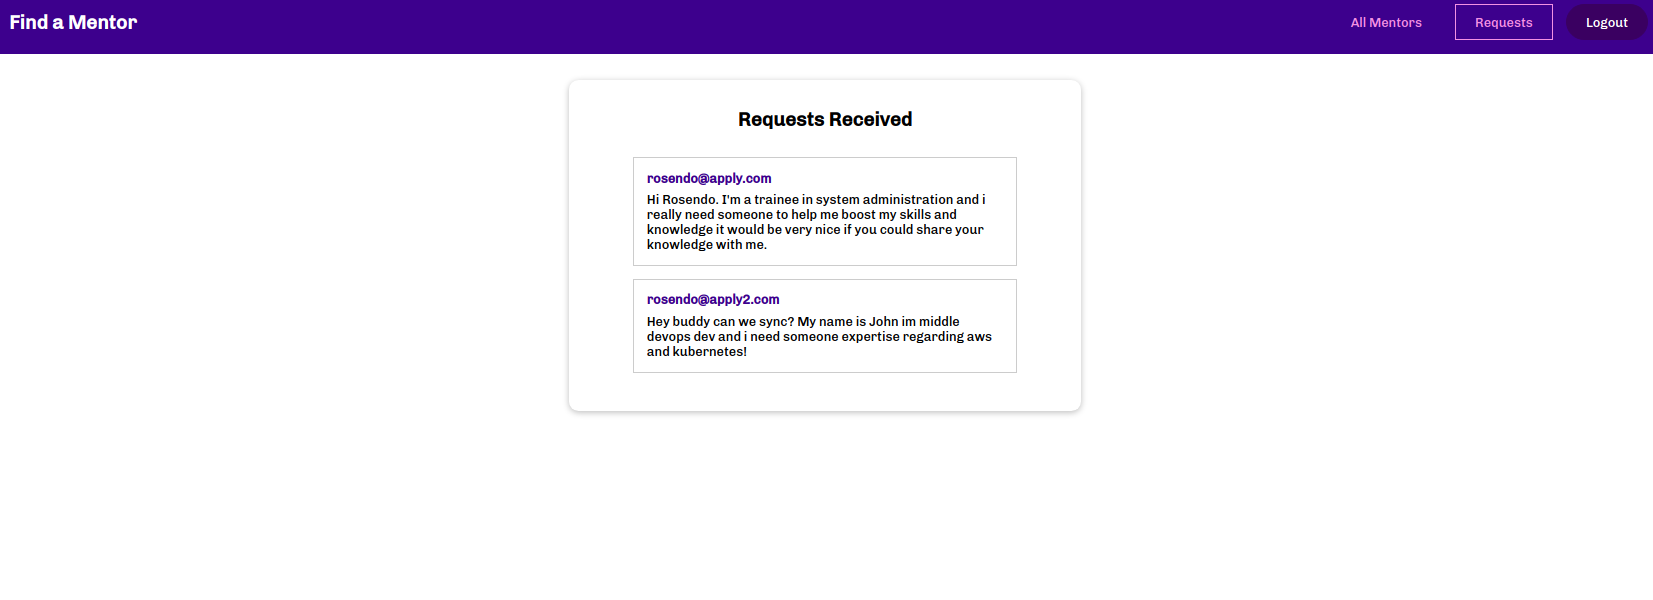 Find a Mentor
All Mentors
Requests
Logout
Requests Received
rosendo@apply.com
Hi Rosendo. I'm a trainee in system administration and i
really need someone to help me boost my skills and
knowledge it would be very nice if you could share your
knowledge with me.
rosendo@apply2.com
Hey buddy can we sync? My name is John im middle
devops dev and i need someone expertise regarding aws
and kubernetes!